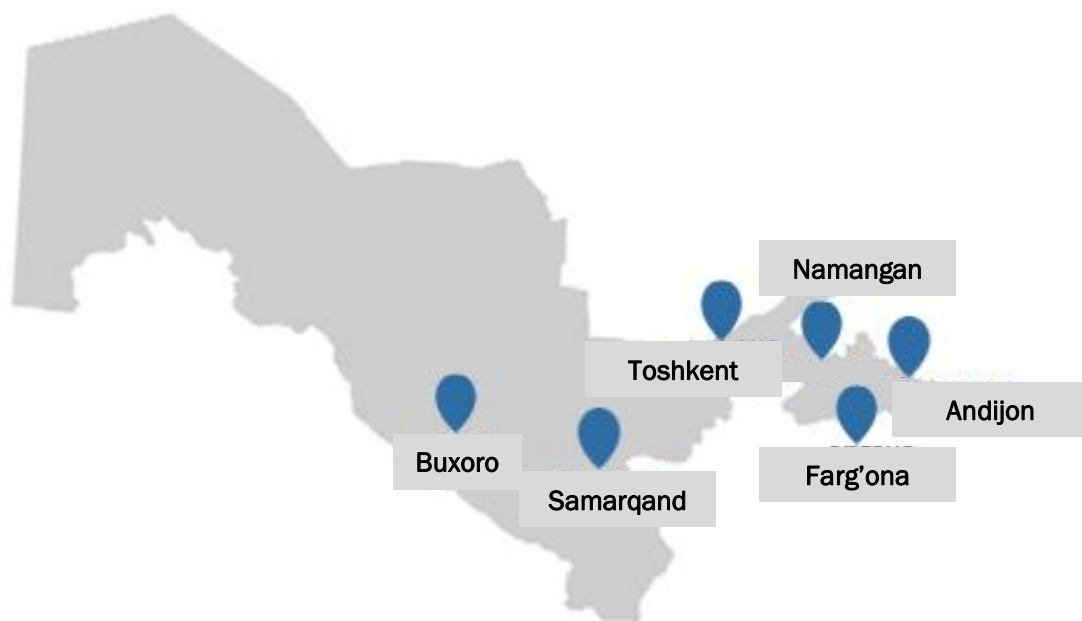 Namangan
Toshkent
Andijon
Buxoro
Farg’ona
Samarqand